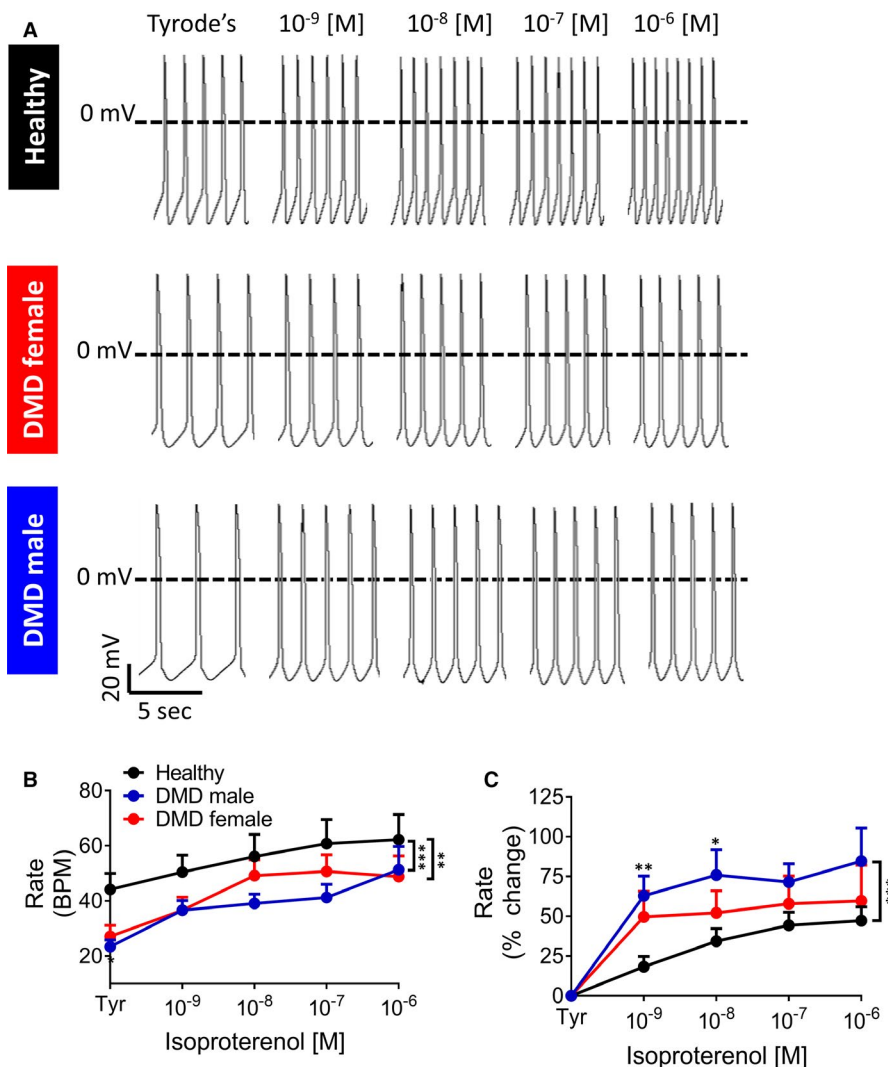 A
Tyrode's 10⁻⁹ [M] 10⁻⁸ [M] 10⁻⁷ [M] 10⁻⁶ [M]
Healthy
0 mV
DMD female
0 mV
DMD male
0 mV
20 mV
5 sec
B
Healthy
DMD male
DMD female
80
60
40
20
Rate
(BPM)
***
**
*
Tyr 10⁻⁹ 10⁻⁸ 10⁻⁷ 10⁻⁶
Isoproterenol [M]
C
125
100
75
50
25
0
Rate
(% change)
**
*
***
Tyr 10⁻⁹ 10⁻⁸ 10⁻⁷ 10⁻⁶
Isoproterenol [M]